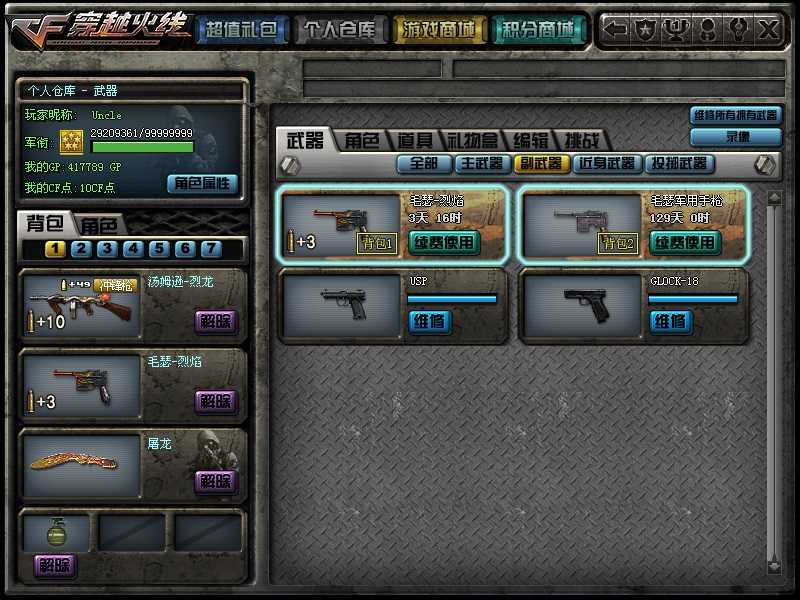 CF 穿越火线 超值礼包 个人仓库 游戏商城 积分商城
个人仓库 - 武器
玩家昵称: Uncle
军衔: 29209361/99999999
我的GP:417789 GP
我的CF点:10CF点
角色属性
维修所有拥有武器
录像
武器 角色 道具 礼物盒 编辑 挑战
全部 主武器 副武器 近身武器 投掷武器
背包 角色
1 2 3 4 5 6 7
+49 冲锋枪
汤姆逊-烈龙
+10
解除
毛瑟-烈焰
+3
解除
屠龙
解除
解除
毛瑟-烈焰
3天 16时
+3
背包1
续费使用
毛瑟军用手枪
129天 0时
背包2
续费使用
USP
维修
GLOCK-18
维修